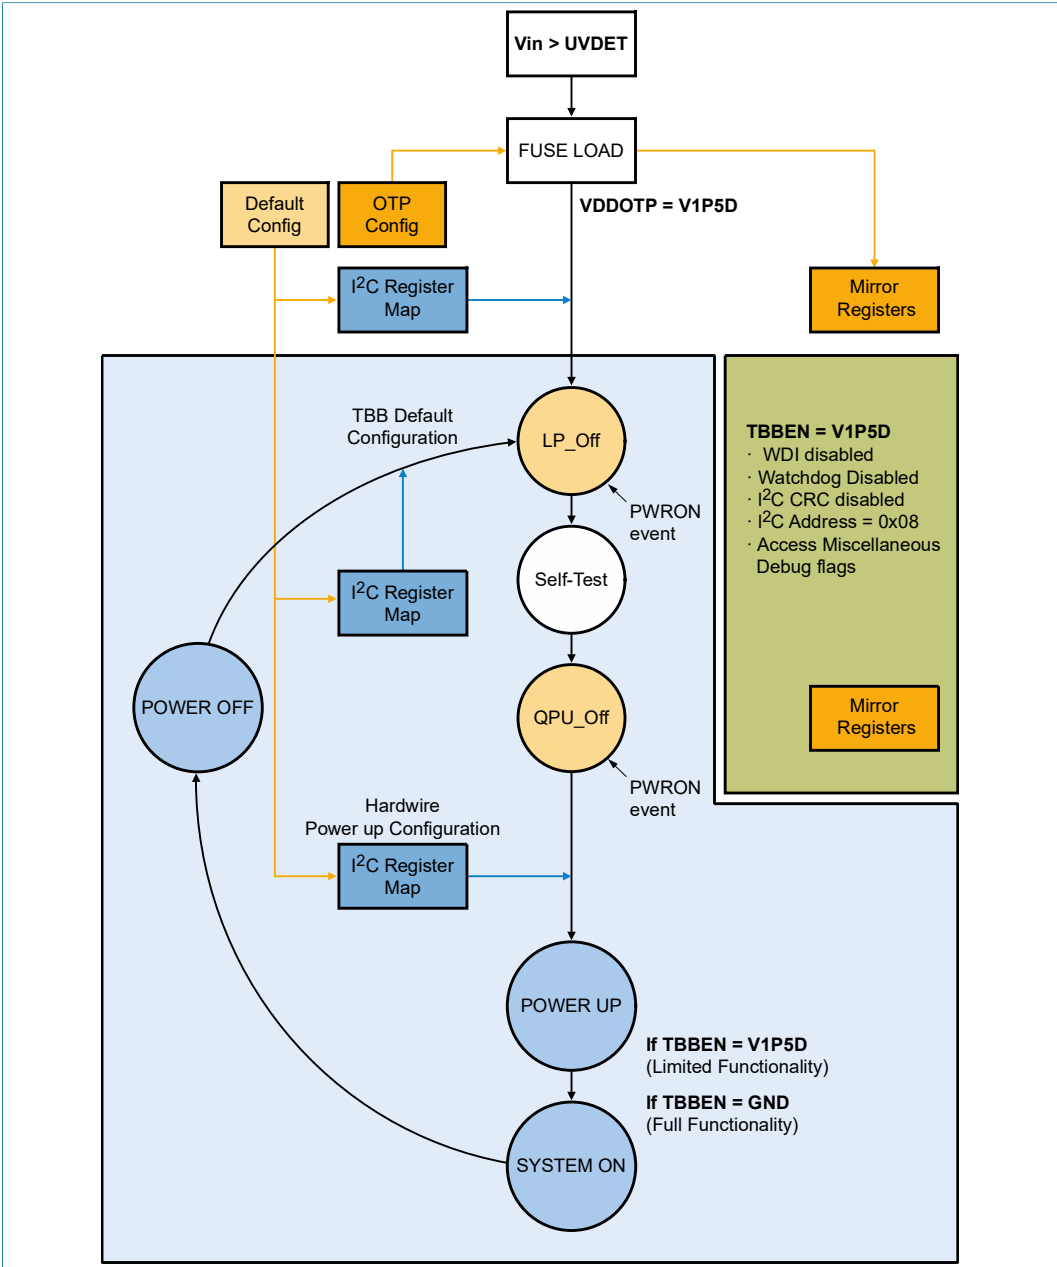 Vin > UVDET
FUSE LOAD
VDDOTP = V1P5D
Default
Config
OTP
Config
I²C Register
Map
Mirror
Registers
TBB Default
Configuration
LP_Off
PWRON
event
TBBEN = V1P5D
· WDI disabled
· Watchdog Disabled
· I²C CRC disabled
· I²C Address = 0x08
· Access Miscellaneous
Debug flags
Self-Test
I²C Register
Map
POWER OFF
QPU_Off
Mirror
Registers
PWRON
event
Hardwire
Power up Configuration
I²C Register
Map
POWER UP
If TBBEN = V1P5D
(Limited Functionality)
If TBBEN = GND
(Full Functionality)
SYSTEM ON